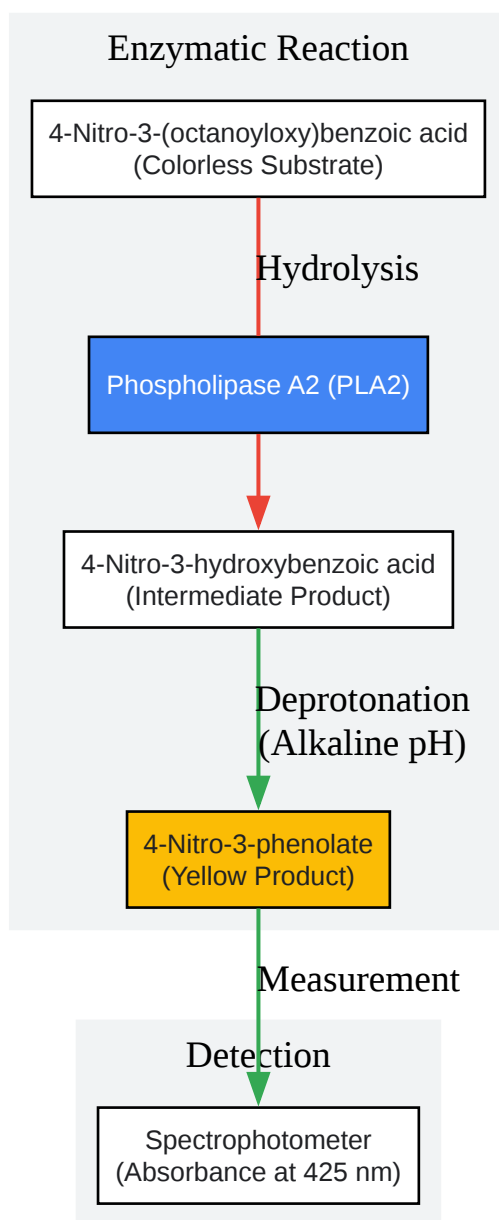 Enzymatic Reaction
4-Nitro-3-(octanoyloxy)benzoic acid
(Colorless Substrate)
Hydrolysis
Phospholipase A2 (PLA2)
4-Nitro-3-hydroxybenzoic acid
(Intermediate Product)
Deprotonation
(Alkaline pH)
4-Nitro-3-phenolate
(Yellow Product)
Measurement
Detection
Spectrophotometer
(Absorbance at 425 nm)